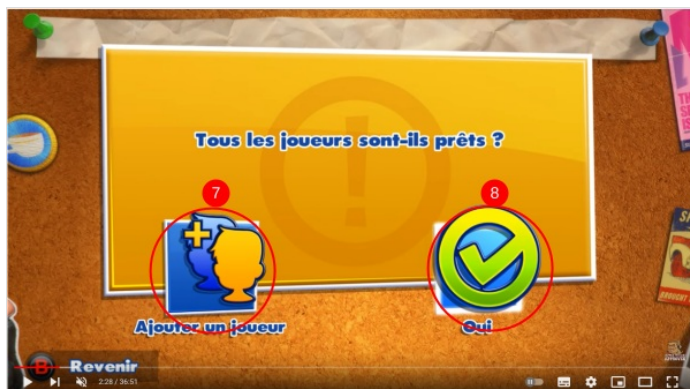 Tous les joueurs sont-ils prêts ?
7
8
Ajouter un joueur
Oui
B Revenir
2:28 / 36:51